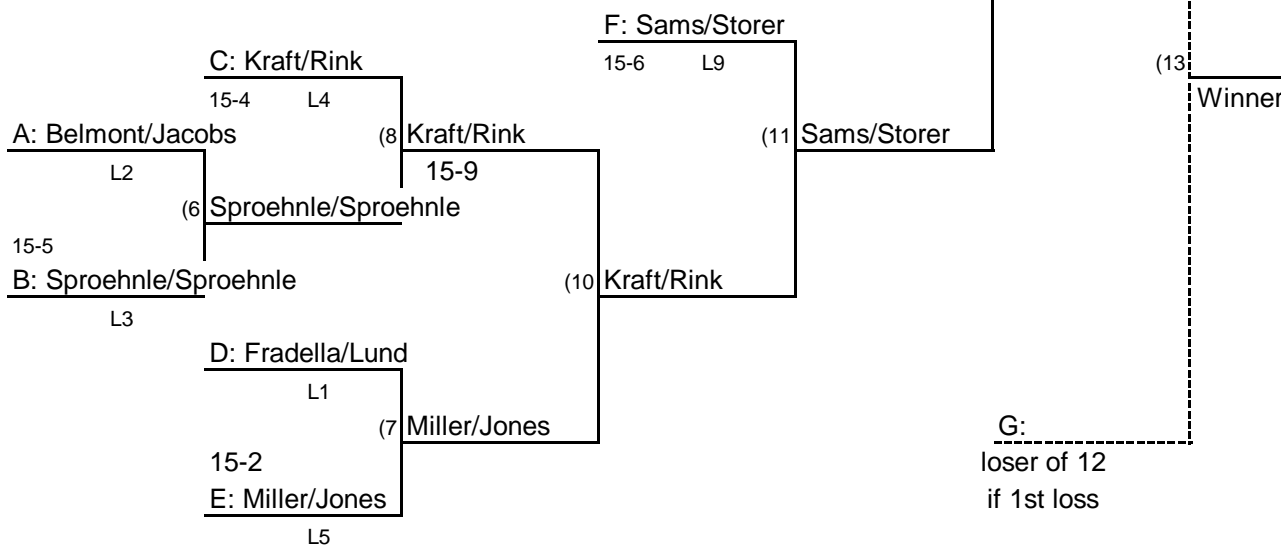 F: Sams/Storer
C: Kraft/Rink
15-6 L9
(13
15-4 L4
Winner
A: Belmont/Jacobs
(8 Kraft/Rink
(11 Sams/Storer
L2
15-9
(6 Sproehnle/Sproehnle
15-5
B: Sproehnle/Sproehnle
(10 Kraft/Rink
L3
D: Fradella/Lund
L1
(7 Miller/Jones
G:
15-2
loser of 12
E: Miller/Jones
if 1st loss
L5